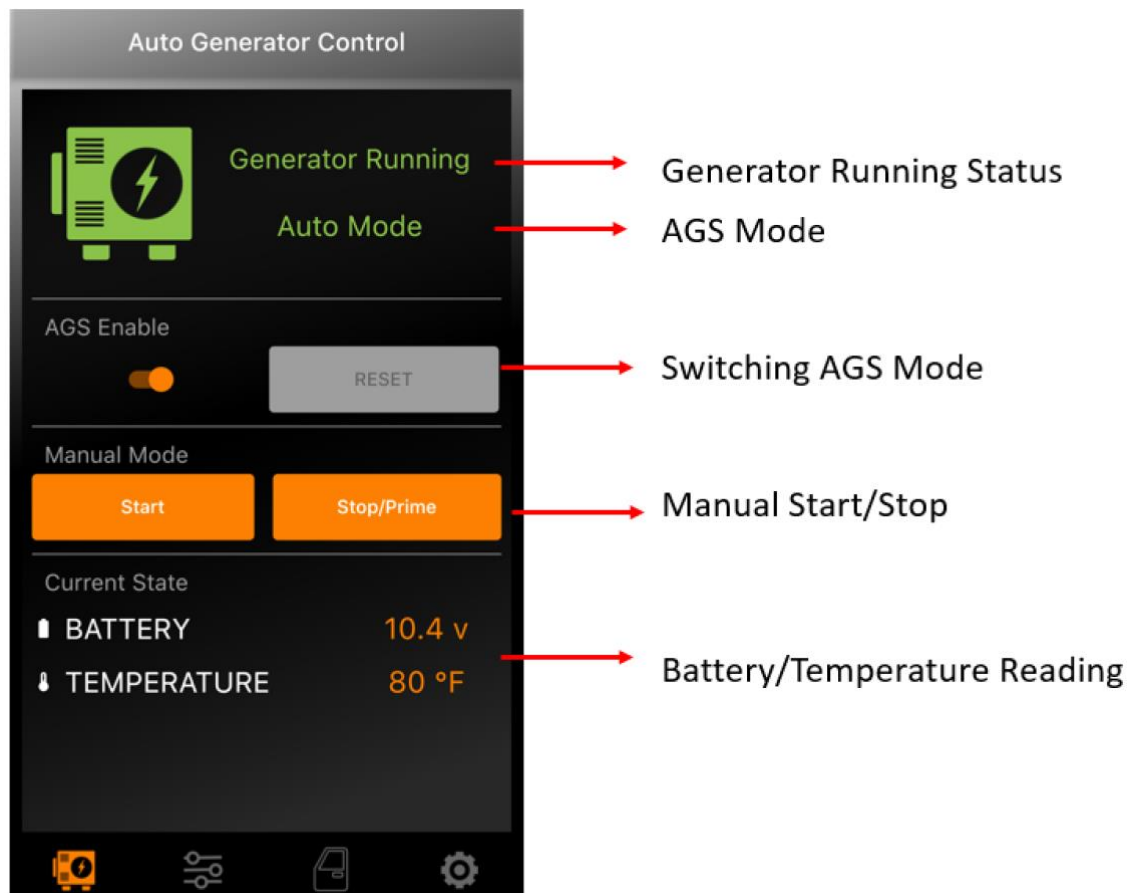 Auto Generator Control
Generator Running
Generator Running Status
Auto Mode
AGS Mode
AGS Enable
RESET
Switching AGS Mode
Manual Mode
Start
Stop/Prime
Manual Start/Stop
Current State
BATTERY 10.4 v
TEMPERATURE 80 °F
Battery/Temperature Reading